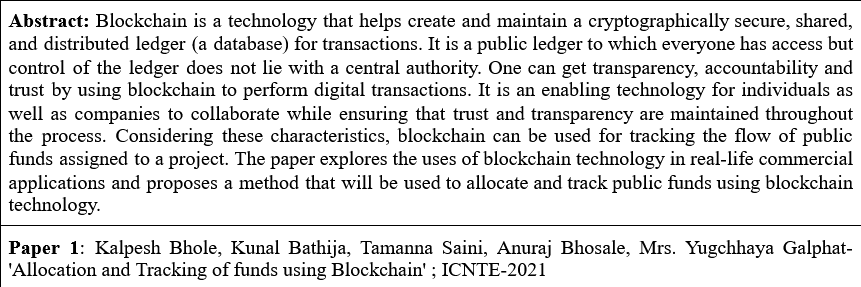 Abstract: Blockchain is a technology that helps create and maintain a cryptographically secure, shared,
and distributed ledger (a database) for transactions. It is a public ledger to which everyone has access but
control of the ledger does not lie with a central authority. One can get transparency, accountability and
trust by using blockchain to perform digital transactions. It is an enabling technology for individuals as
well as companies to collaborate while ensuring that trust and transparency are maintained throughout
the process. Considering these characteristics, blockchain can be used for tracking the flow of public
funds assigned to a project. The paper explores the uses of blockchain technology in real-life commercial
applications and proposes a method that will be used to allocate and track public funds using blockchain
technology.
Paper 1: Kalpesh Bhole, Kunal Bathija, Tamanna Saini, Anuraj Bhosale, Mrs. Yugchhaya Galphat-
'Allocation and Tracking of funds using Blockchain' ; ICNTE-2021